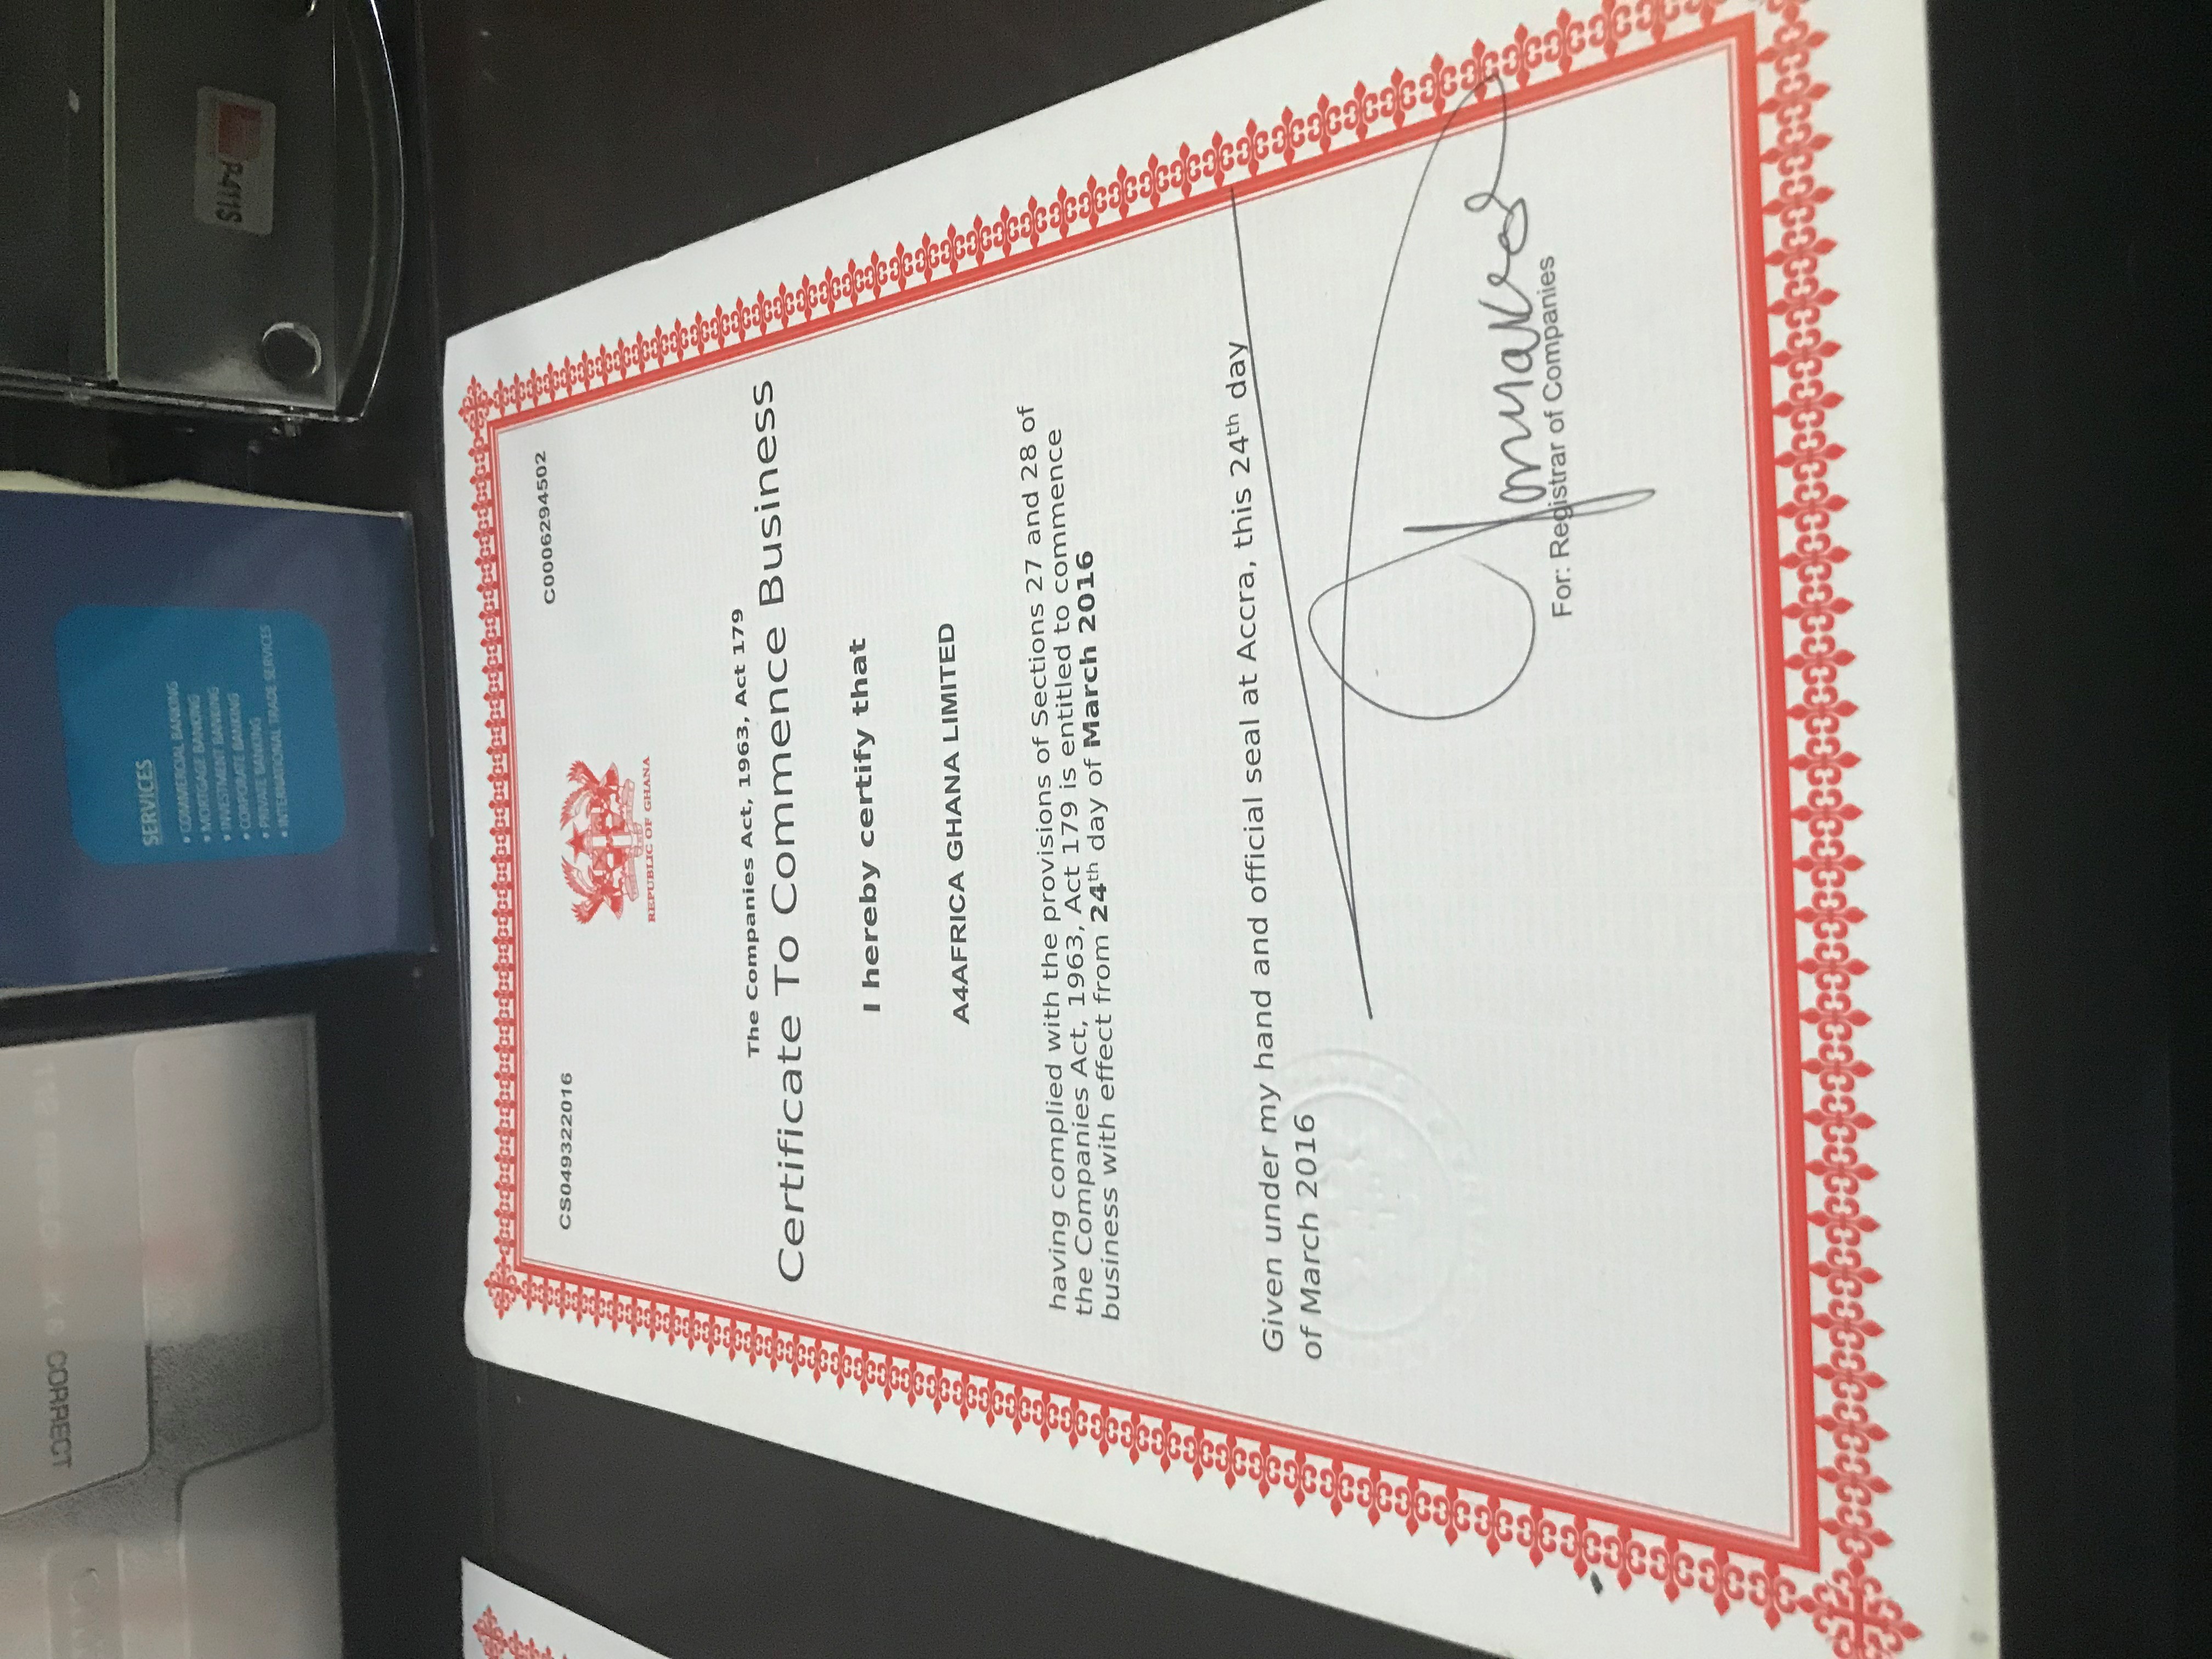 CS049322016
C0006294502
REPUBLIC OF GHANA
The Companies Act, 1963, Act 179
Certificate To Commence Business
I hereby certify that
A4AFRICA GHANA LIMITED
having complied with the provisions of Sections 27 and 28 of
the Companies Act, 1963, Act 179 is entitled to commence
business with effect from 24th day of March 2016
Given under my hand and official seal at Accra, this 24th day
of March 2016
For: Registrar of Companies
SERVICES
• COMMERCIAL BANKING
• MORTGAGE BANKING
• INVESTMENT BANKING
• CORPORATE BANKING
• PRIVATE BANKING
• INTERNATIONAL TRADE SERVICES
P-411S
CORRECT